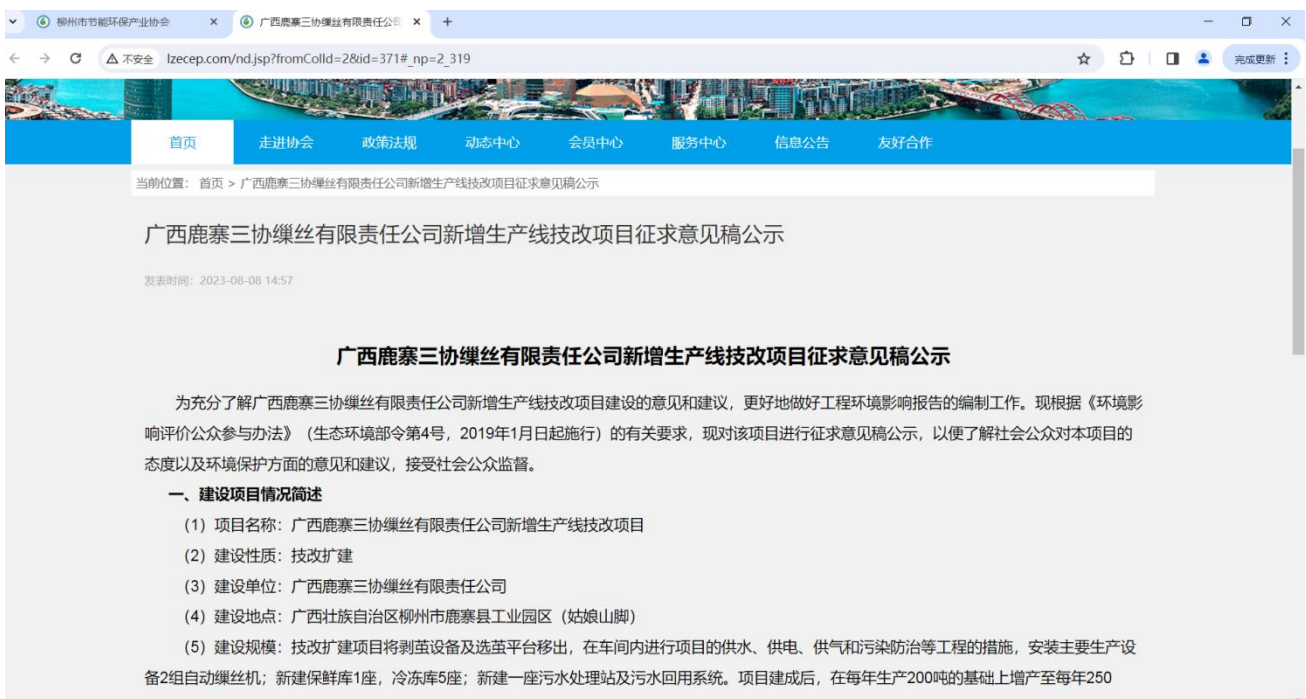 柳州市节能环保产业协会
广西鹿寨三协缫丝有限责任公司
不安全 lzecep.com/nd.jsp?fromColId=2&id=371#_np=2_319
完成更新
首页 走进协会 政策法规 动态中心 会员中心 服务中心 信息公告 友好合作
当前位置： 首页 > 广西鹿寨三协缫丝有限责任公司新增生产线技改项目征求意见稿公示
广西鹿寨三协缫丝有限责任公司新增生产线技改项目征求意见稿公示
发表时间：2023-08-08 14:57
广西鹿寨三协缫丝有限责任公司新增生产线技改项目征求意见稿公示
为充分了解广西鹿寨三协缫丝有限责任公司新增生产线技改项目建设的意见和建议，更好地做好工程环境影响报告的编制工作。现根据《环境影
响评价公众参与办法》（生态环境部令第4号，2019年1月日起施行）的有关要求，现对该项目进行征求意见稿公示，以便了解社会公众对本项目的
态度以及环境保护方面的意见和建议，接受社会公众监督。
一、建设项目情况简述
（1）项目名称：广西鹿寨三协缫丝有限责任公司新增生产线技改项目
（2）建设性质：技改扩建
（3）建设单位：广西鹿寨三协缫丝有限责任公司
（4）建设地点：广西壮族自治区柳州市鹿寨县工业园区（姑娘山脚）
（5）建设规模：技改扩建项目将剥茧设备及选茧平台移出，在车间内进行项目的供水、供电、供气和污染防治等工程的措施，安装主要生产设
备2组自动缫丝机；新建保鲜库1座，冷冻库5座；新建一座污水处理站及污水回用系统。项目建成后，在每年生产200吨的基础上增产至每年250